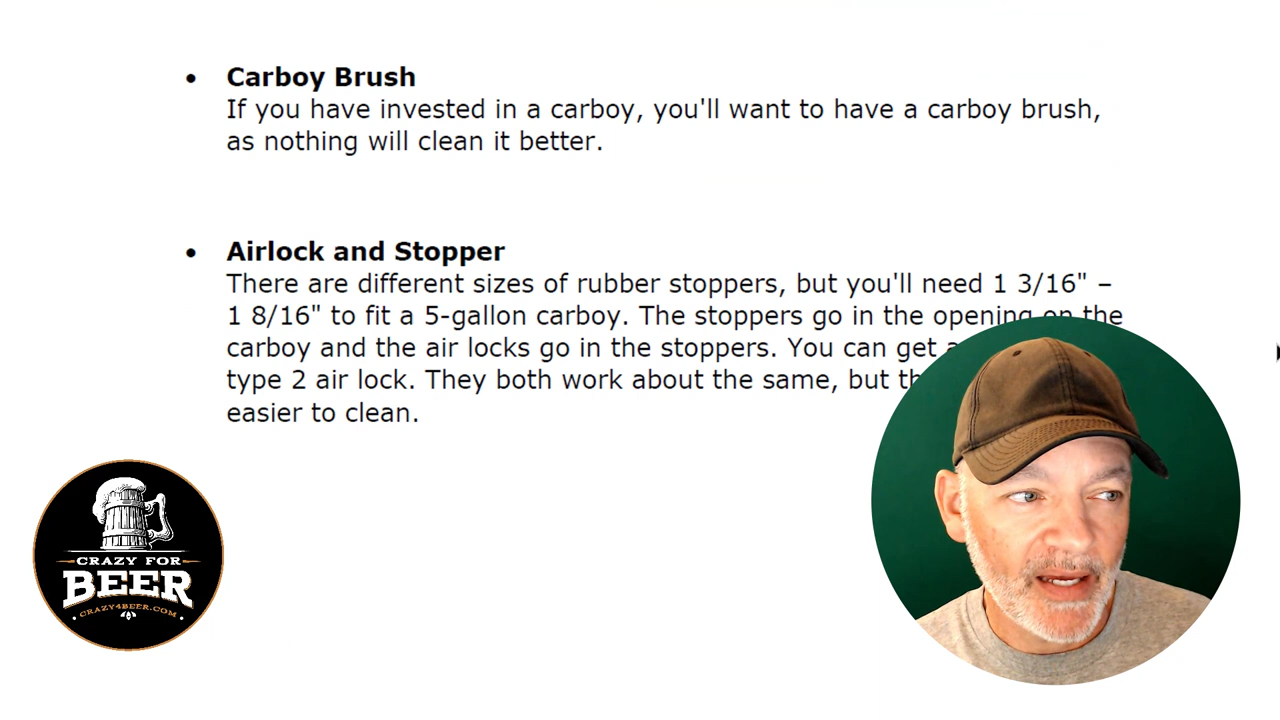 Carboy Brush
If you have invested in a carboy, you'll want to have a carboy brush,
as nothing will clean it better.
Airlock and Stopper
There are different sizes of rubber stoppers, but you'll need 1 3/16" –
1 8/16" to fit a 5-gallon carboy. The stoppers go in the opening on the
carboy and the air locks go in the stoppers. You can get a
type 2 air lock. They both work about the same, but
easier to clean.
CRAZY FOR
BEER
CRAZY4BEER.COM